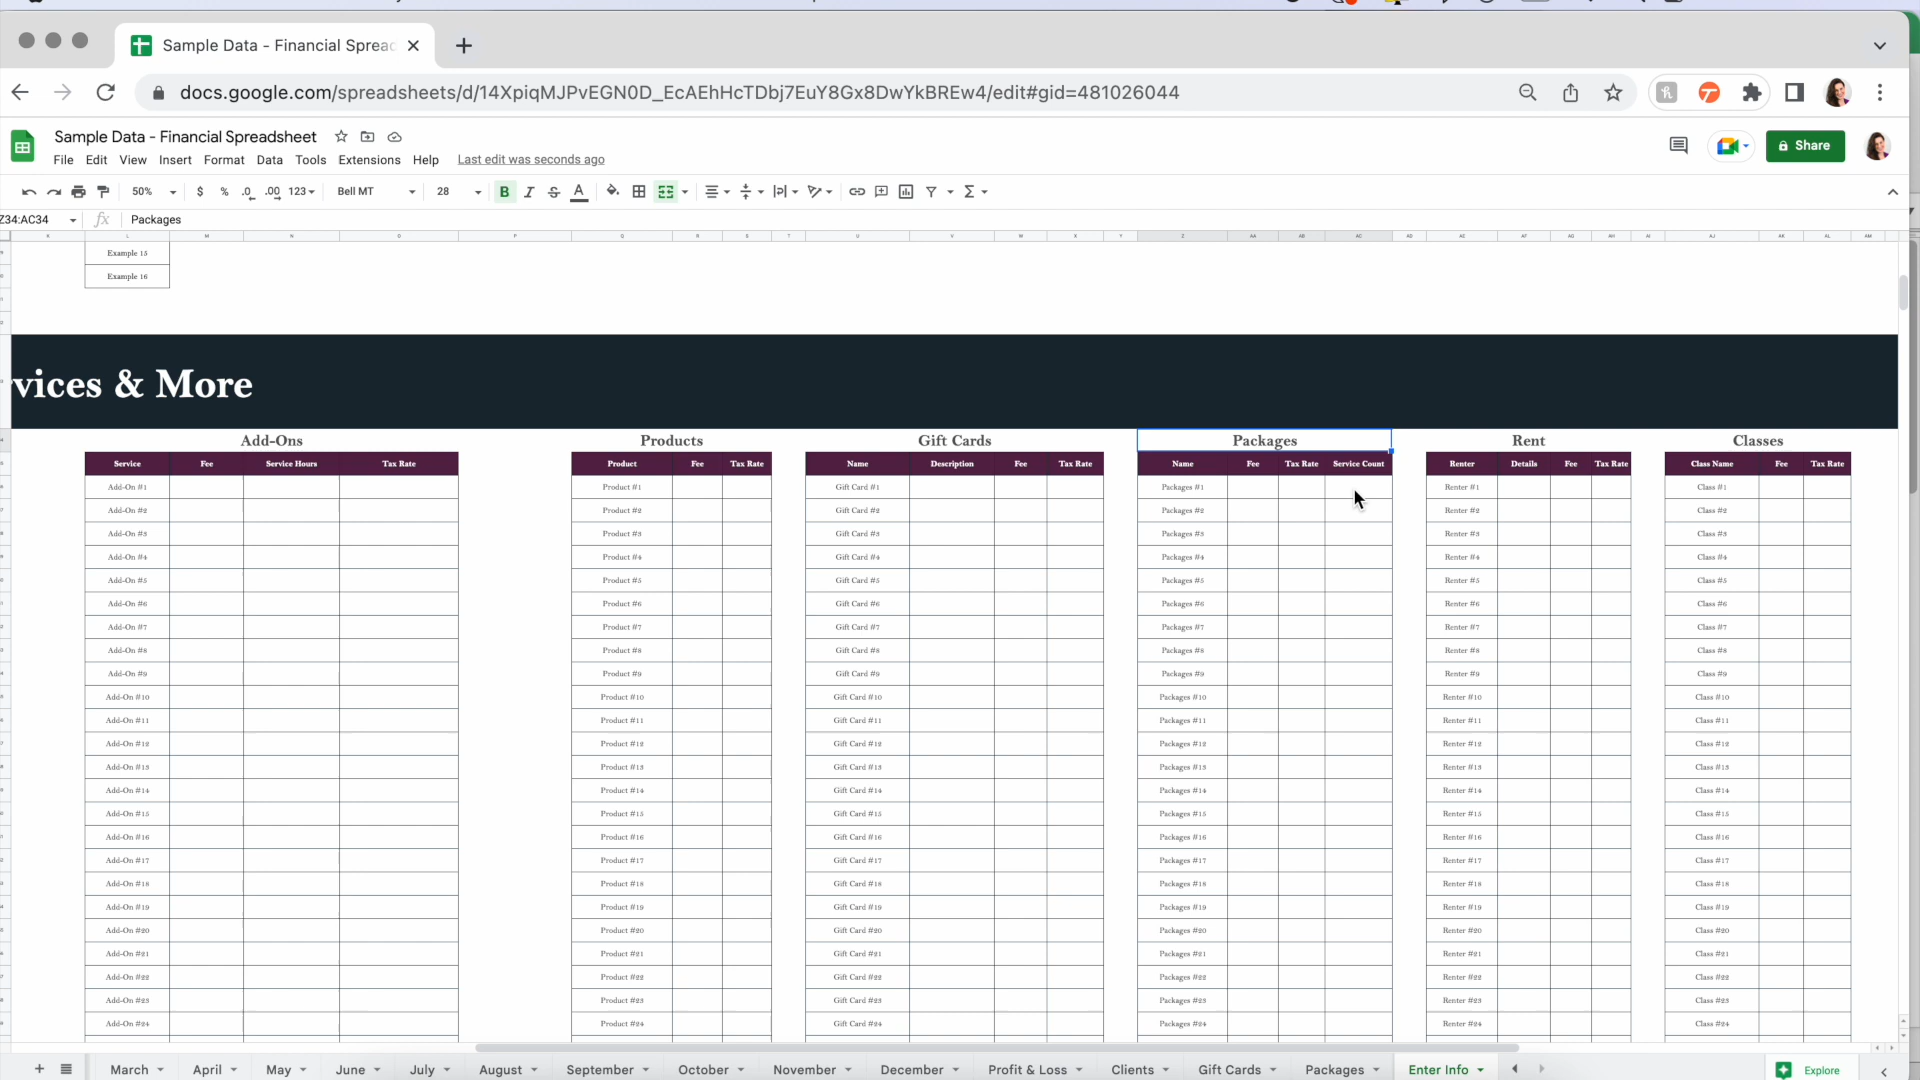 Sample Data - Financial Spreac
docs.google.com/spreadsheets/d/14XpiqMJPvEGN0D_EcAEhHcTDbj7EuY8Gx8DwYkBREw4/edit#gid=481026044
Sample Data - Financial Spreadsheet
File Edit View Insert Format Data Tools Extensions Help Last edit was seconds ago
Share
50% $ % .0 .00 123 Bell MT 28 B I S A
Z34:AC34 fx Packages
Example 15
Example 16
vices & More
Add-Ons Products Gift Cards Packages Rent Classes
Service Fee Service Hours Tax Rate Product Fee Tax Rate Name Description Fee Tax Rate Name Fee Tax Rate Service Count Renter Details Fee Tax Rate Class Name Fee Tax Rate
Add-On #1 Product #1 Gift Card #1 Packages #1 Renter #1 Class #1
Add-On #2 Product #2 Gift Card #2 Packages #2 Renter #2 Class #2
Add-On #3 Product #3 Gift Card #3 Packages #3 Renter #3 Class #3
Add-On #4 Product #4 Gift Card #4 Packages #4 Renter #4 Class #4
Add-On #5 Product #5 Gift Card #5 Packages #5 Renter #5 Class #5
Add-On #6 Product #6 Gift Card #6 Packages #6 Renter #6 Class #6
Add-On #7 Product #7 Gift Card #7 Packages #7 Renter #7 Class #7
Add-On #8 Product #8 Gift Card #8 Packages #8 Renter #8 Class #8
Add-On #9 Product #9 Gift Card #9 Packages #9 Renter #9 Class #9
Add-On #10 Product #10 Gift Card #10 Packages #10 Renter #10 Class #10
Add-On #11 Product #11 Gift Card #11 Packages #11 Renter #11 Class #11
Add-On #12 Product #12 Gift Card #12 Packages #12 Renter #12 Class #12
Add-On #13 Product #13 Gift Card #13 Packages #13 Renter #13 Class #13
Add-On #14 Product #14 Gift Card #14 Packages #14 Renter #14 Class #14
Add-On #15 Product #15 Gift Card #15 Packages #15 Renter #15 Class #15
Add-On #16 Product #16 Gift Card #16 Packages #16 Renter #16 Class #16
Add-On #17 Product #17 Gift Card #17 Packages #17 Renter #17 Class #17
Add-On #18 Product #18 Gift Card #18 Packages #18 Renter #18 Class #18
Add-On #19 Product #19 Gift Card #19 Packages #19 Renter #19 Class #19
Add-On #20 Product #20 Gift Card #20 Packages #20 Renter #20 Class #20
Add-On #21 Product #21 Gift Card #21 Packages #21 Renter #21 Class #21
Add-On #22 Product #22 Gift Card #22 Packages #22 Renter #22 Class #22
Add-On #23 Product #23 Gift Card #23 Packages #23 Renter #23 Class #23
Add-On #24 Product #24 Gift Card #24 Packages #24 Renter #24 Class #24
March April May June July August September October November December Profit & Loss Clients Gift Cards Packages Enter Info Explore